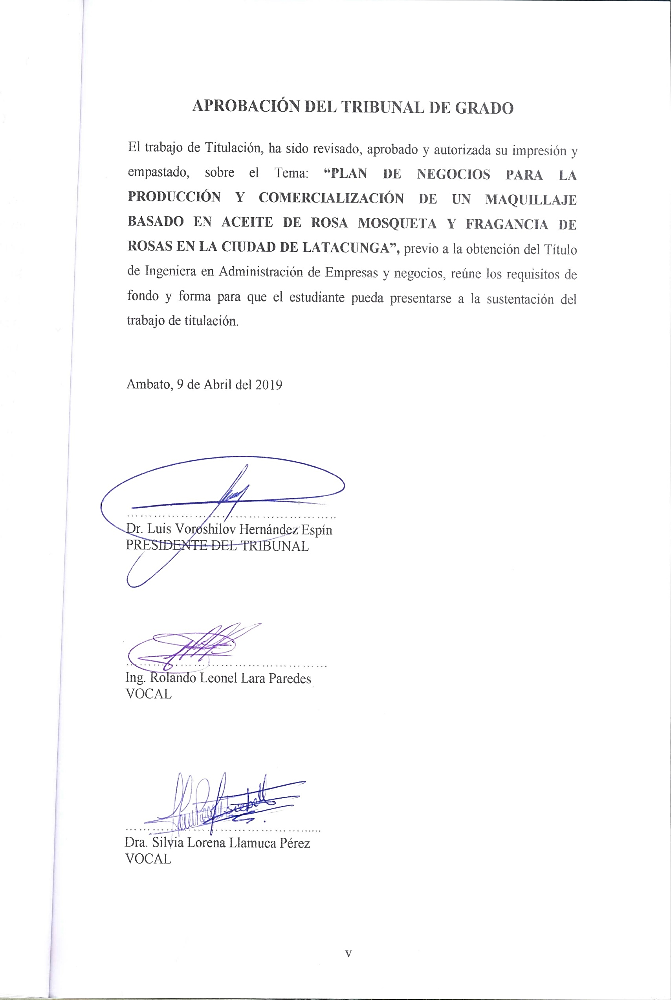 APROBACIÓN DEL TRIBUNAL DE GRADO
El trabajo de Titulación, ha sido revisado, aprobado y autorizada su impresión y
empastado, sobre el Tema: “PLAN DE NEGOCIOS PARA LA
PRODUCCIÓN Y COMERCIALIZACIÓN DE UN MAQUILLAJE
BASADO EN ACEITE DE ROSA MOSQUETA Y FRAGANCIA DE
ROSAS EN LA CIUDAD DE LATACUNGA”, previo a la obtención del Título
de Ingeniera en Administración de Empresas y negocios, reúne los requisitos de
fondo y forma para que el estudiante pueda presentarse a la sustentación del
trabajo de titulación.
Ambato, 9 de Abril del 2019
Dr. Luis Voroshilov Hernández Espín
PRESIDENTE DEL TRIBUNAL
Ing. Rolando Leonel Lara Paredes
VOCAL
Dra. Silvia Lorena Llamuca Pérez
VOCAL
v